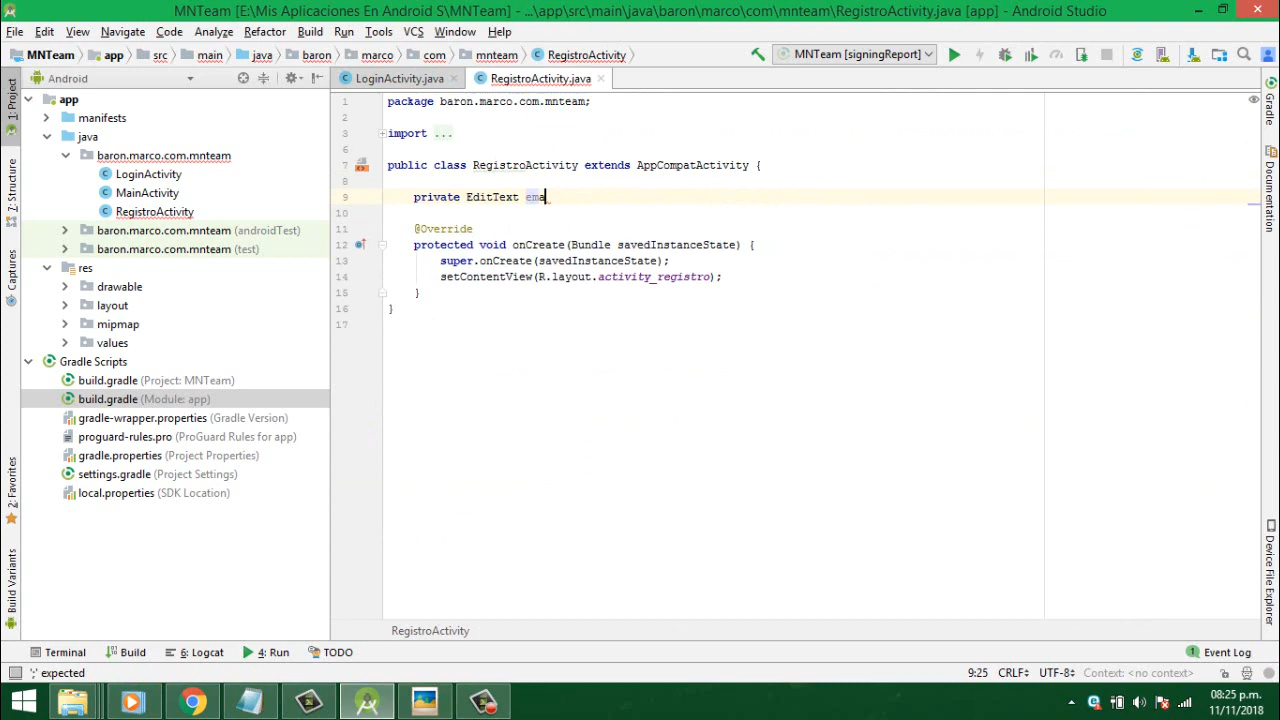 MNTeam [E:\Mis Aplicaciones En Android S\MNTeam] - ...\app\src\main\java\baron\marco\com\mnteam\RegistroActivity.java [app] - Android Studio
File Edit View Navigate Code Analyze Refactor Build Run Tools VCS Window Help
MNTeam app src main java baron marco com mnteam RegistroActivity MNTeam [signingReport]
Android LoginActivity.java RegistroActivity.java
1: Project
7: Structure
Captures
2: Favorites
Build Variants
app
manifests
java
baron.marco.com.mnteam
LoginActivity
MainActivity
RegistroActivity
baron.marco.com.mnteam (androidTest)
baron.marco.com.mnteam (test)
res
drawable
layout
mipmap
values
Gradle Scripts
build.gradle (Project: MNTeam)
build.gradle (Module: app)
gradle-wrapper.properties (Gradle Version)
proguard-rules.pro (ProGuard Rules for app)
gradle.properties (Project Properties)
settings.gradle (Project Settings)
local.properties (SDK Location)
1 package baron.marco.com.mnteam;
2
3 import ...
6
7 public class RegistroActivity extends AppCompatActivity {
8
9 private EditText ema
10
11 @Override
12 protected void onCreate(Bundle savedInstanceState) {
13 super.onCreate(savedInstanceState);
14 setContentView(R.layout.activity_registro);
15 }
16 }
17
RegistroActivity
Gradle
Documentation
Device File Explorer
Terminal Build 6: Logcat 4: Run TODO 1 Event Log
';' expected 9:25 CRLF UTF-8 Context: <no context>
08:25 p.m.
11/11/2018